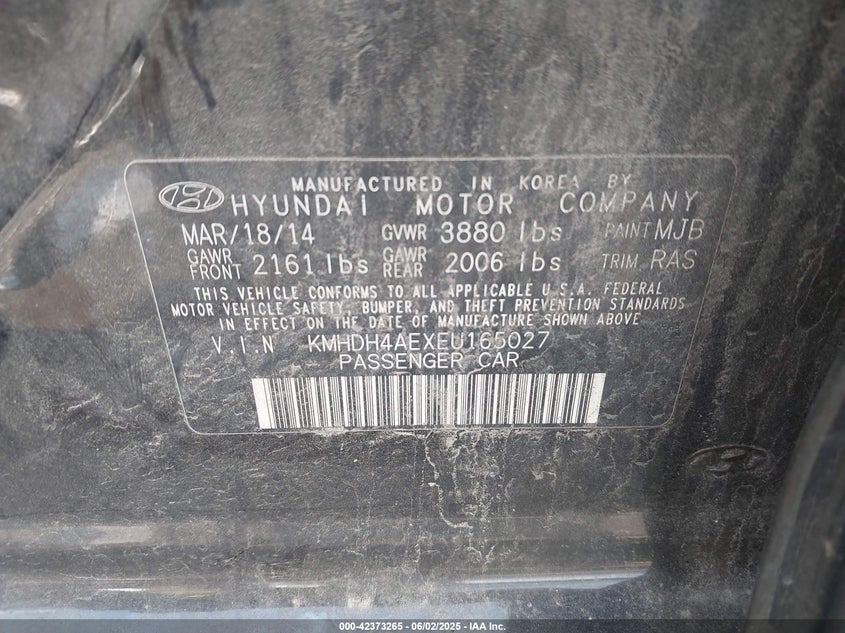 MANUFACTURED IN KOREA BY
HYUNDAI MOTOR COMPANY
MAR/18/14 GVWR 3880 lbs PAINT MJB
GAWR FRONT 2161 lbs GAWR REAR 2006 lbs TRIM RAS
THIS VEHICLE CONFORMS TO ALL APPLICABLE U.S.A. FEDERAL
MOTOR VEHICLE SAFETY, BUMPER, AND THEFT PREVENTION STANDARDS
IN EFFECT ON THE DATE OF MANUFACTURE SHOWN ABOVE
V.I.N KMHDH4AEXEU165027
PASSENGER CAR
000-42373265 - 06/02/2025 - IAA Inc.